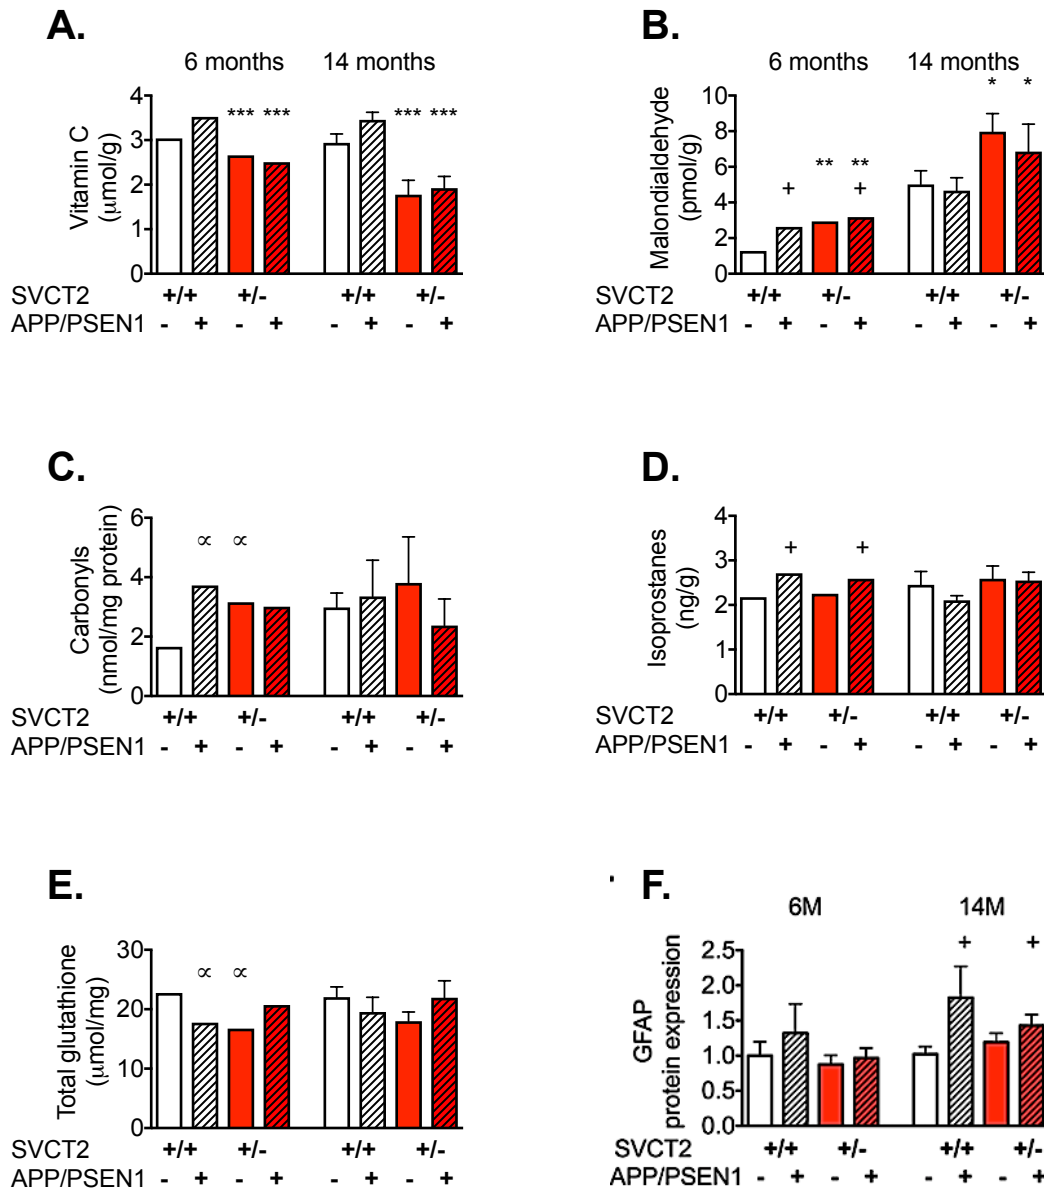 A.
6 months 14 months
Vitamin C
(μmol/g)
4
3
2
1
0
*** *** *** ***
SVCT2 +/+ +/- +/+ +/-
APP/PSEN1 - + - + - + - +
B.
6 months 14 months
Malondialdehyde
(pmol/g)
10
8
6
4
2
0
+ ** ** + * *
SVCT2 +/+ +/- +/+ +/-
APP/PSEN1 - + - + - + - +
C.
Carbonyls
(nmol/mg protein)
6
4
2
0
∝ ∝
SVCT2 +/+ +/- +/+ +/-
APP/PSEN1 - + - + - + - +
D.
Isoprostanes
(ng/g)
4
3
2
1
0
+ +
SVCT2 +/+ +/- +/+ +/-
APP/PSEN1 - + - + - + - +
E.
Total glutathione
(μmol/mg)
30
20
10
0
∝ ∝
SVCT2 +/+ +/- +/+ +/-
APP/PSEN1 - + - + - + - +
F.
6M 14M
GFAP
protein expression
2.5
2.0
1.5
1.0
0.5
0.0
+ +
SVCT2 +/+ +/- +/+ +/-
APP/PSEN1 - + - + - + - +